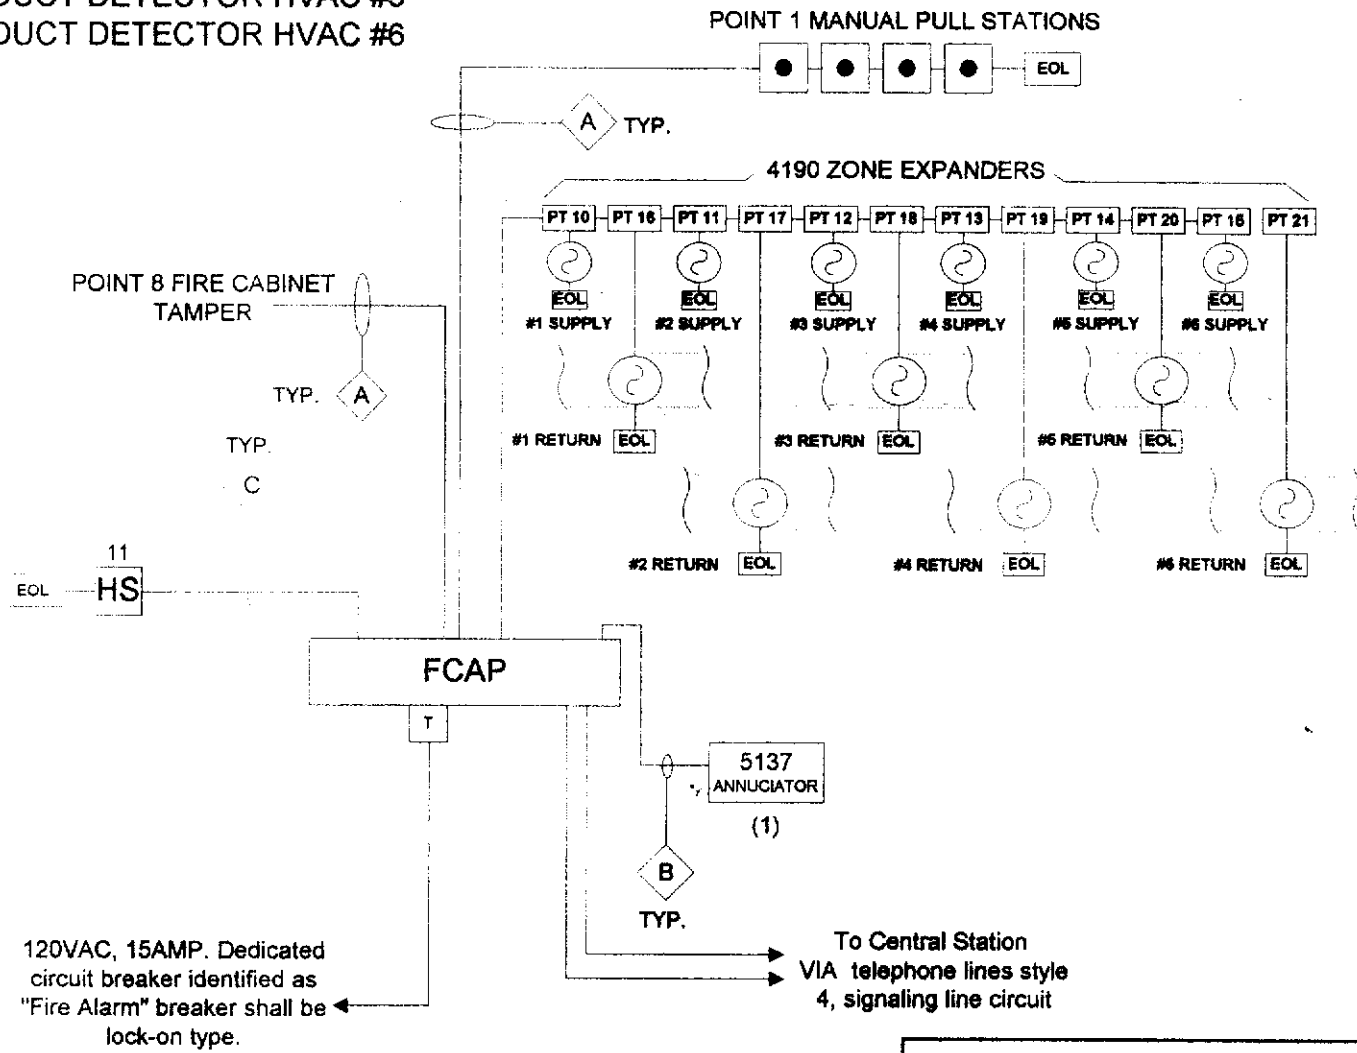 DUCT DETECTOR HVAC #6
POINT 1 MANUAL PULL STATIONS
EOL
A TYP.
4190 ZONE EXPANDERS
PT 10 PT 16 PT 11 PT 17 PT 12 PT 18 PT 13 PT 19 PT 14 PT 20 PT 15 PT 21
EOL EOL EOL EOL EOL EOL
#1 SUPPLY #2 SUPPLY #3 SUPPLY #4 SUPPLY #5 SUPPLY #6 SUPPLY
POINT 8 FIRE CABINET
TAMPER
TYP. A
#1 RETURN EOL #3 RETURN EOL #5 RETURN EOL
TYP.
C
#2 RETURN EOL #4 RETURN EOL #6 RETURN EOL
11
EOL HS
FCAP
T
5137
ANNUCIATOR
(1)
B
TYP.
120VAC, 15AMP. Dedicated
circuit breaker identified as
"Fire Alarm" breaker shall be
lock-on type.
To Central Station
VIA telephone lines style
4, signaling line circuit